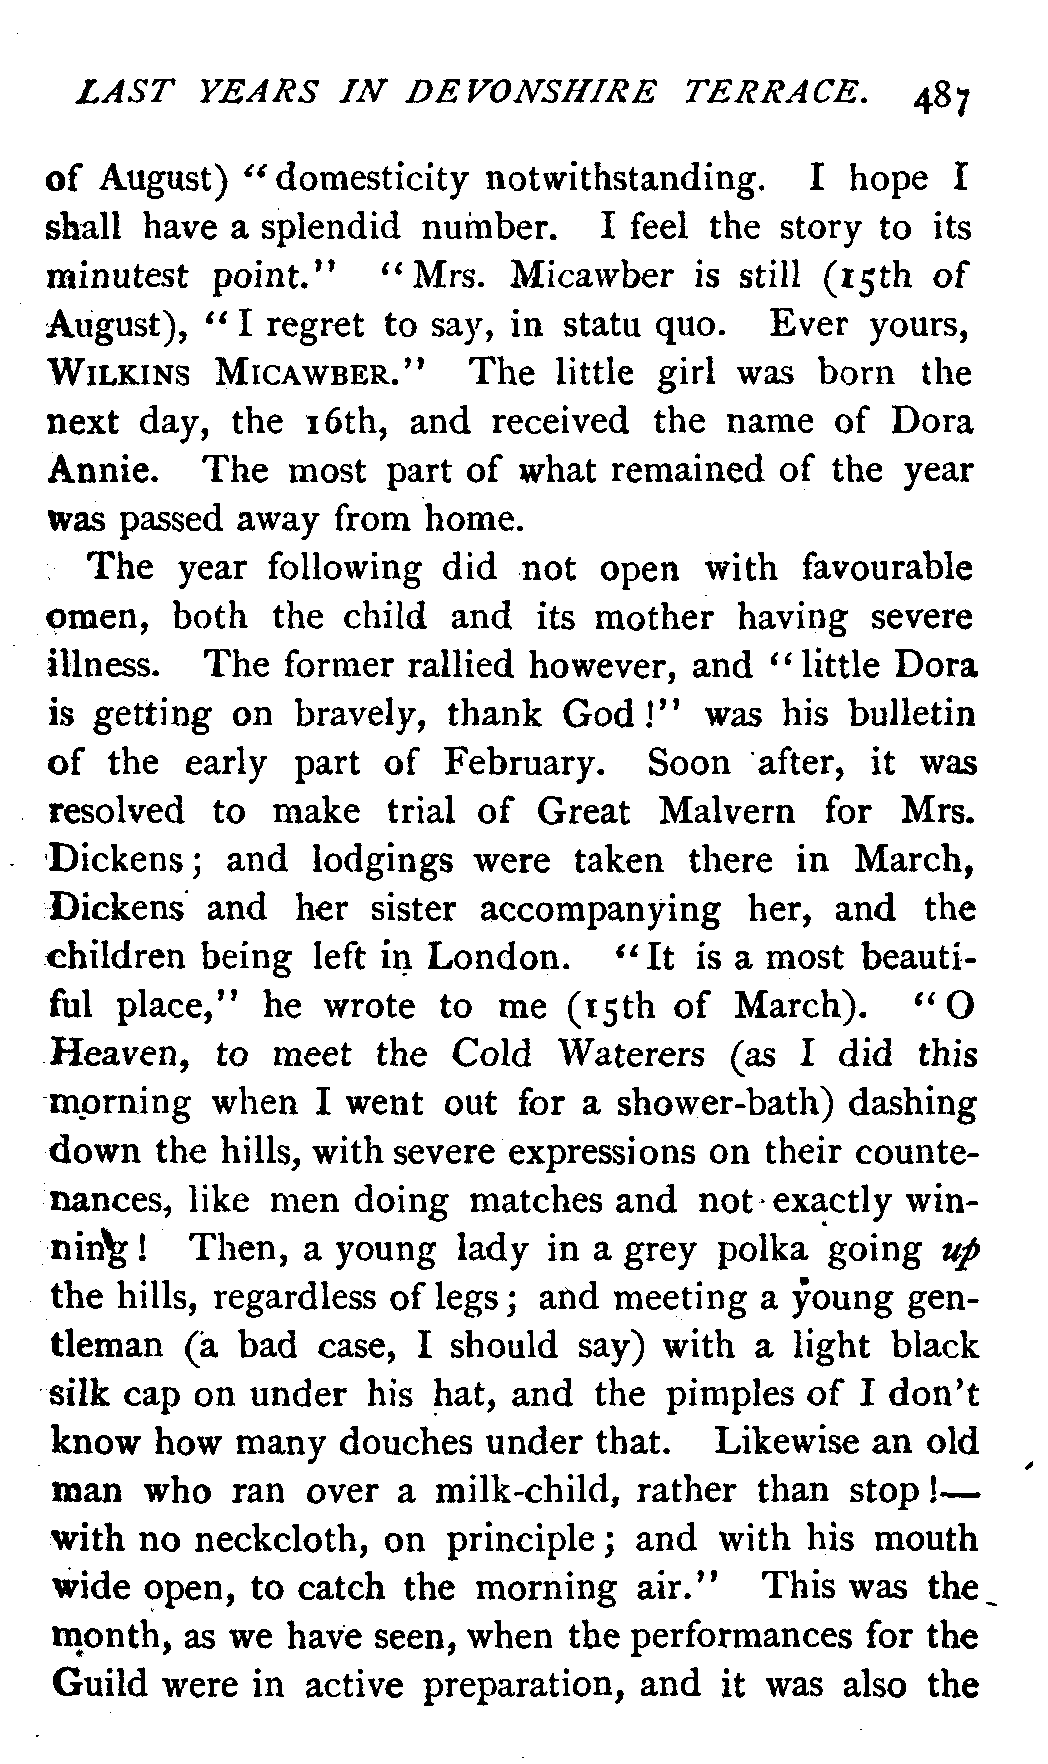 LAST YEARS IN DEVONSHIRE TERRACE. 487
of August) “domesticity notwithstanding. I hope I
shall have a splendid number. I feel the story to its
minutest point.” “Mrs. Micawber is still (15th of
August), “I regret to say, in statu quo. Ever yours,
WILKINS MICAWBER.” The little girl was born the
next day, the 16th, and received the name of Dora
Annie. The most part of what remained of the year
was passed away from home.
The year following did not open with favourable
omen, both the child and its mother having severe
illness. The former rallied however, and “little Dora
is getting on bravely, thank God!” was his bulletin
of the early part of February. Soon after, it was
resolved to make trial of Great Malvern for Mrs.
Dickens; and lodgings were taken there in March,
Dickens and her sister accompanying her, and the
children being left in London. “It is a most beauti-
ful place,” he wrote to me (15th of March). “O
Heaven, to meet the Cold Waterers (as I did this
morning when I went out for a shower-bath) dashing
down the hills, with severe expressions on their counte-
nances, like men doing matches and not exactly win-
ning! Then, a young lady in a grey polka going up
the hills, regardless of legs; and meeting a young gen-
tleman (a bad case, I should say) with a light black
silk cap on under his hat, and the pimples of I don’t
know how many douches under that. Likewise an old
man who ran over a milk-child, rather than stop!—
with no neckcloth, on principle; and with his mouth
wide open, to catch the morning air.” This was the
month, as we have seen, when the performances for the
Guild were in active preparation, and it was also the